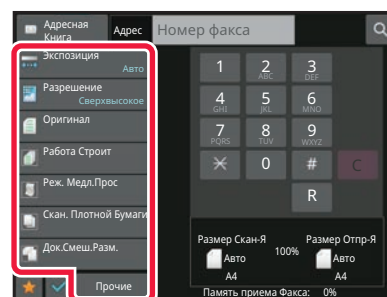 Адресная
Книга
Адрес
Номер факса
Экспозиция
Авто
Разрешение
Сверхвысокое
Оригинал
Работа Строит
Реж. Медл.Прос
Скан. Плотной Бумаги
Док.Смеш.Разм.
Прочие
1 2 3
ABC DEF
4 5 6
GHI JKL MNO
7 8 9
PQRS TUV WXYZ
0 # C
R
Размер Скан-Я Размер Отпр-Я
Авто 100% Авто
A4 A4
Память приема Факса: 0%